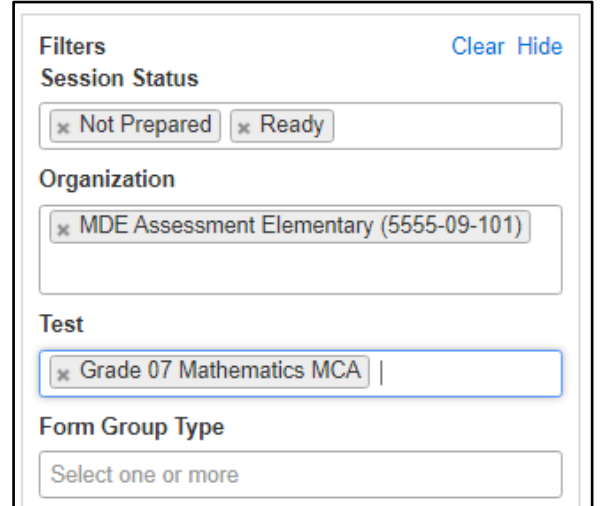 Filters Clear Hide
Session Status
× Not Prepared × Ready
Organization
× MDE Assessment Elementary (5555-09-101)
Test
× Grade 07 Mathematics MCA
Form Group Type
Select one or more